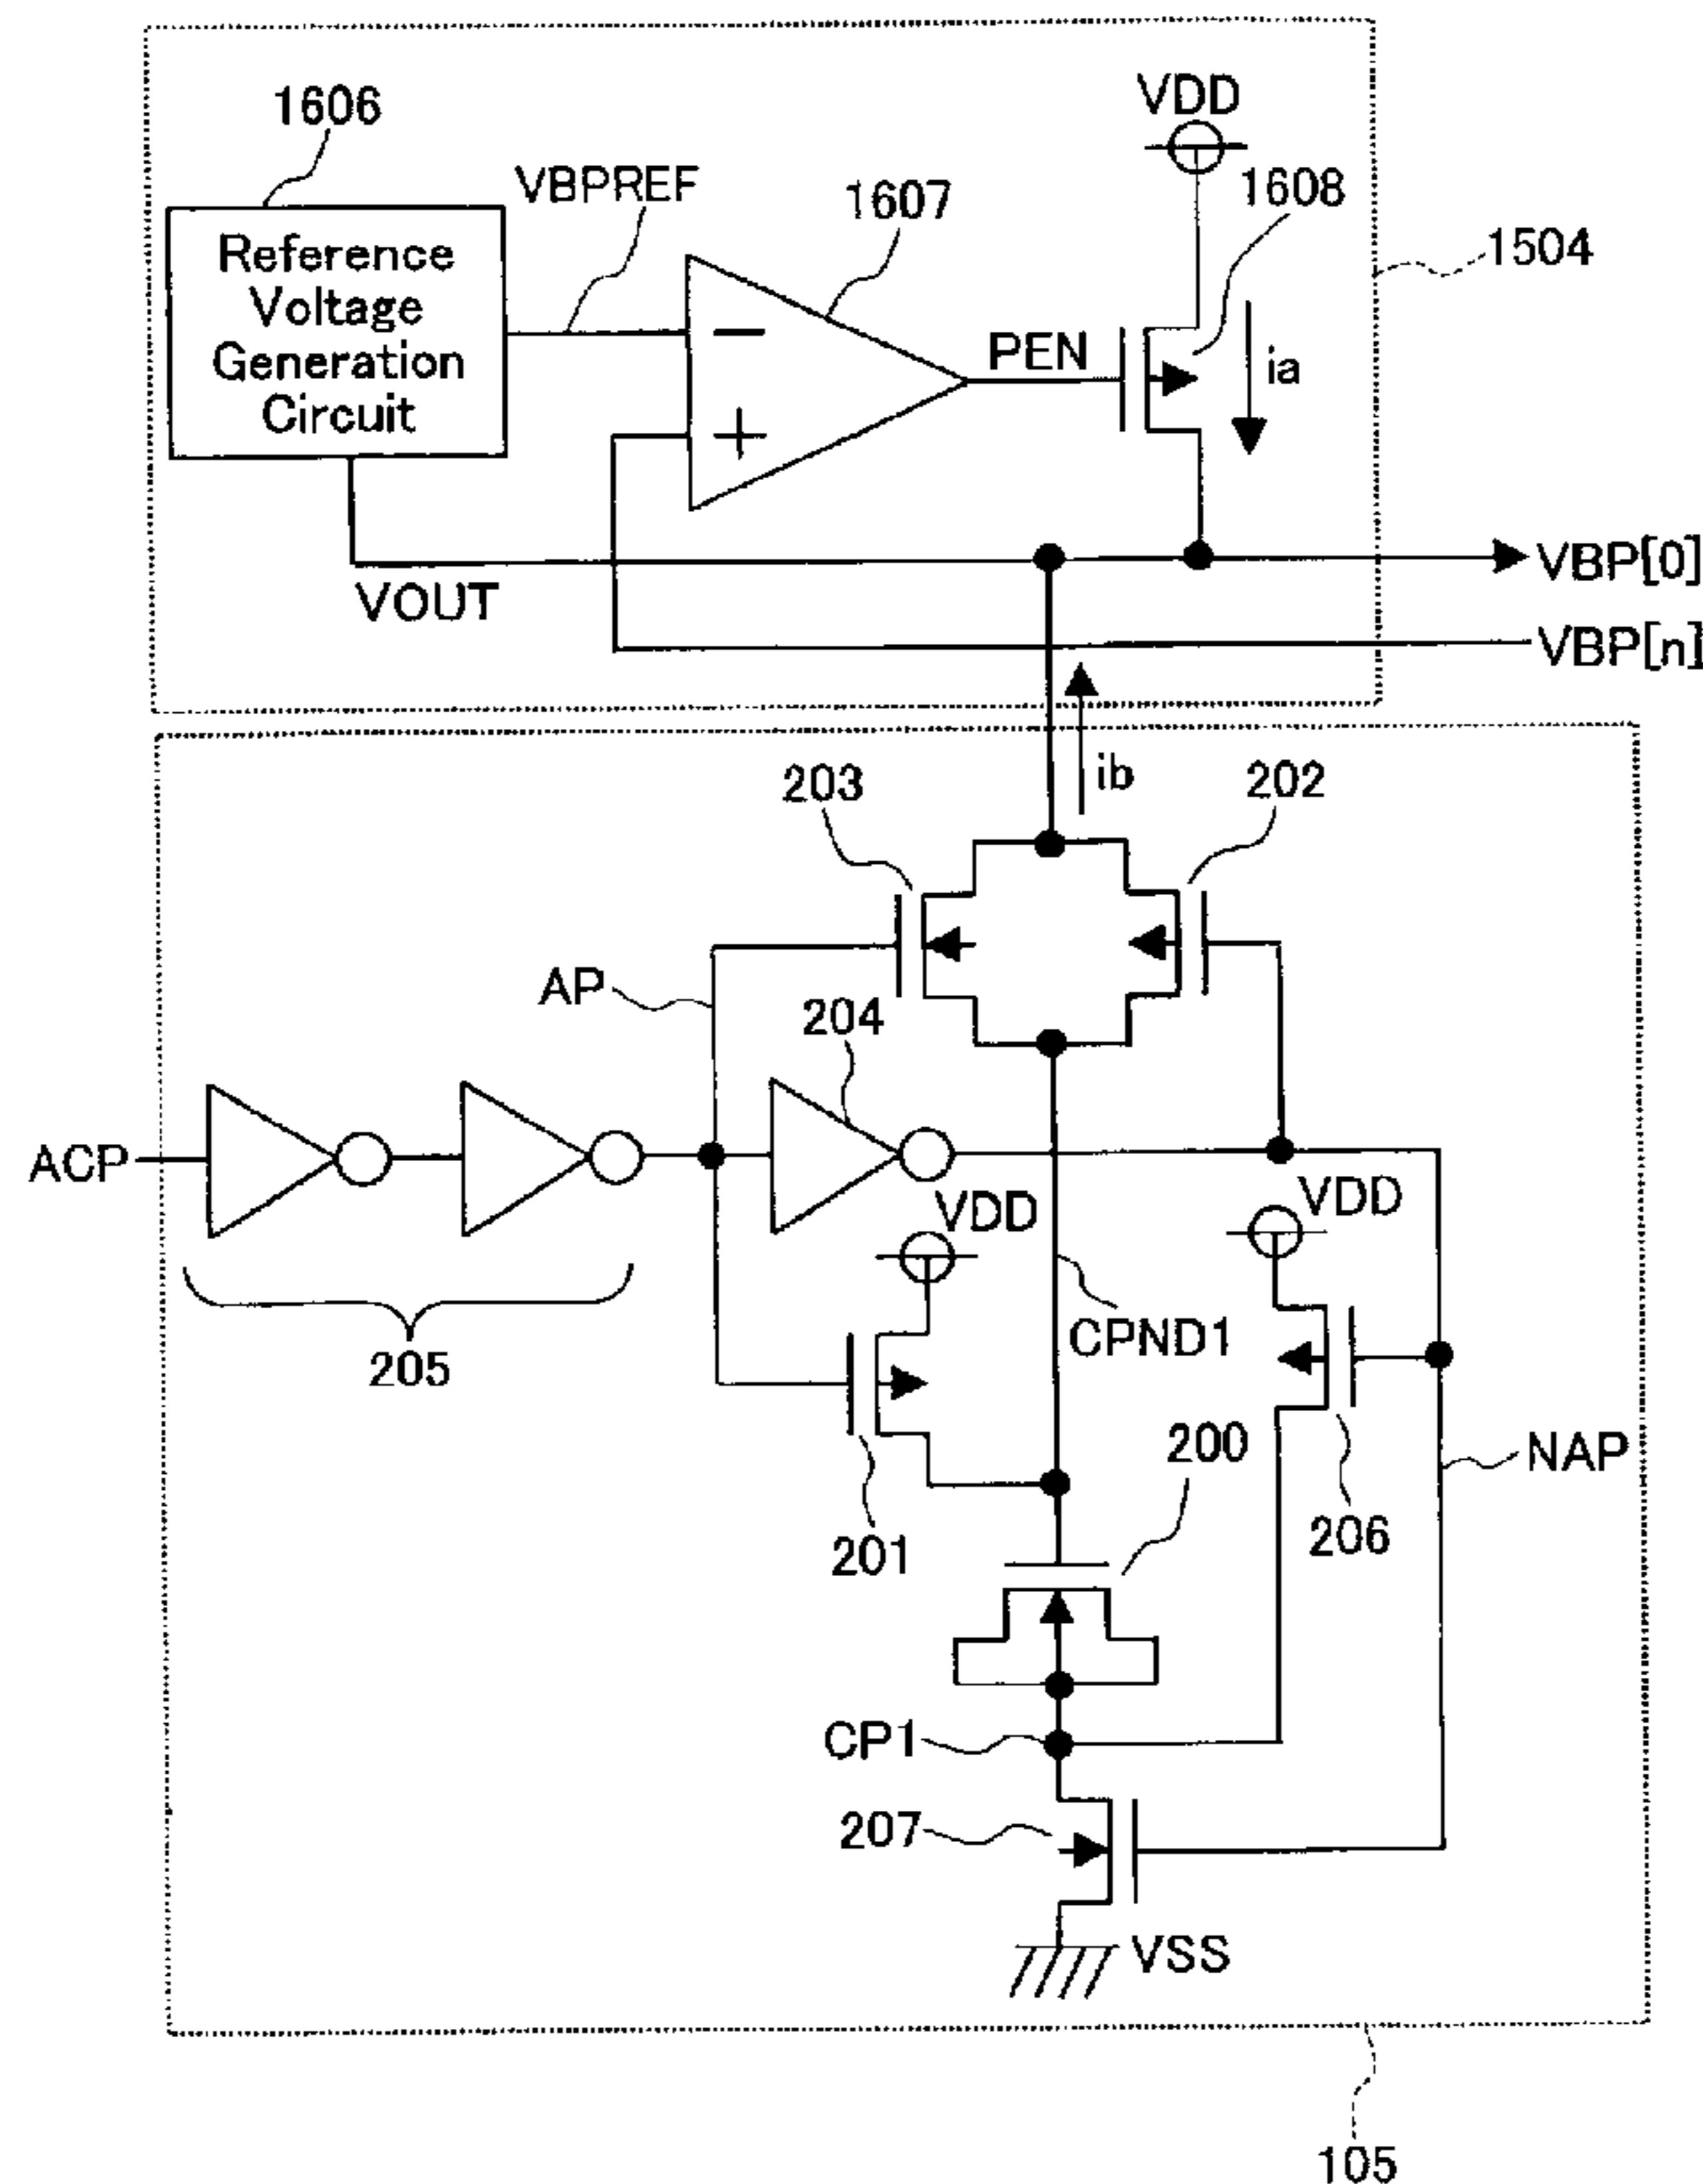 VDD
1606
VBPREF
1607
1608
1504
Reference
Voltage
Generation
Circuit
−
+
PEN
ia
VOUT
VBP[0]
VBP[n]
203
ib
202
AP
204
ACP
VDD
VDD
205
CPND1
200
NAP
201
206
CP1
207
VSS
105